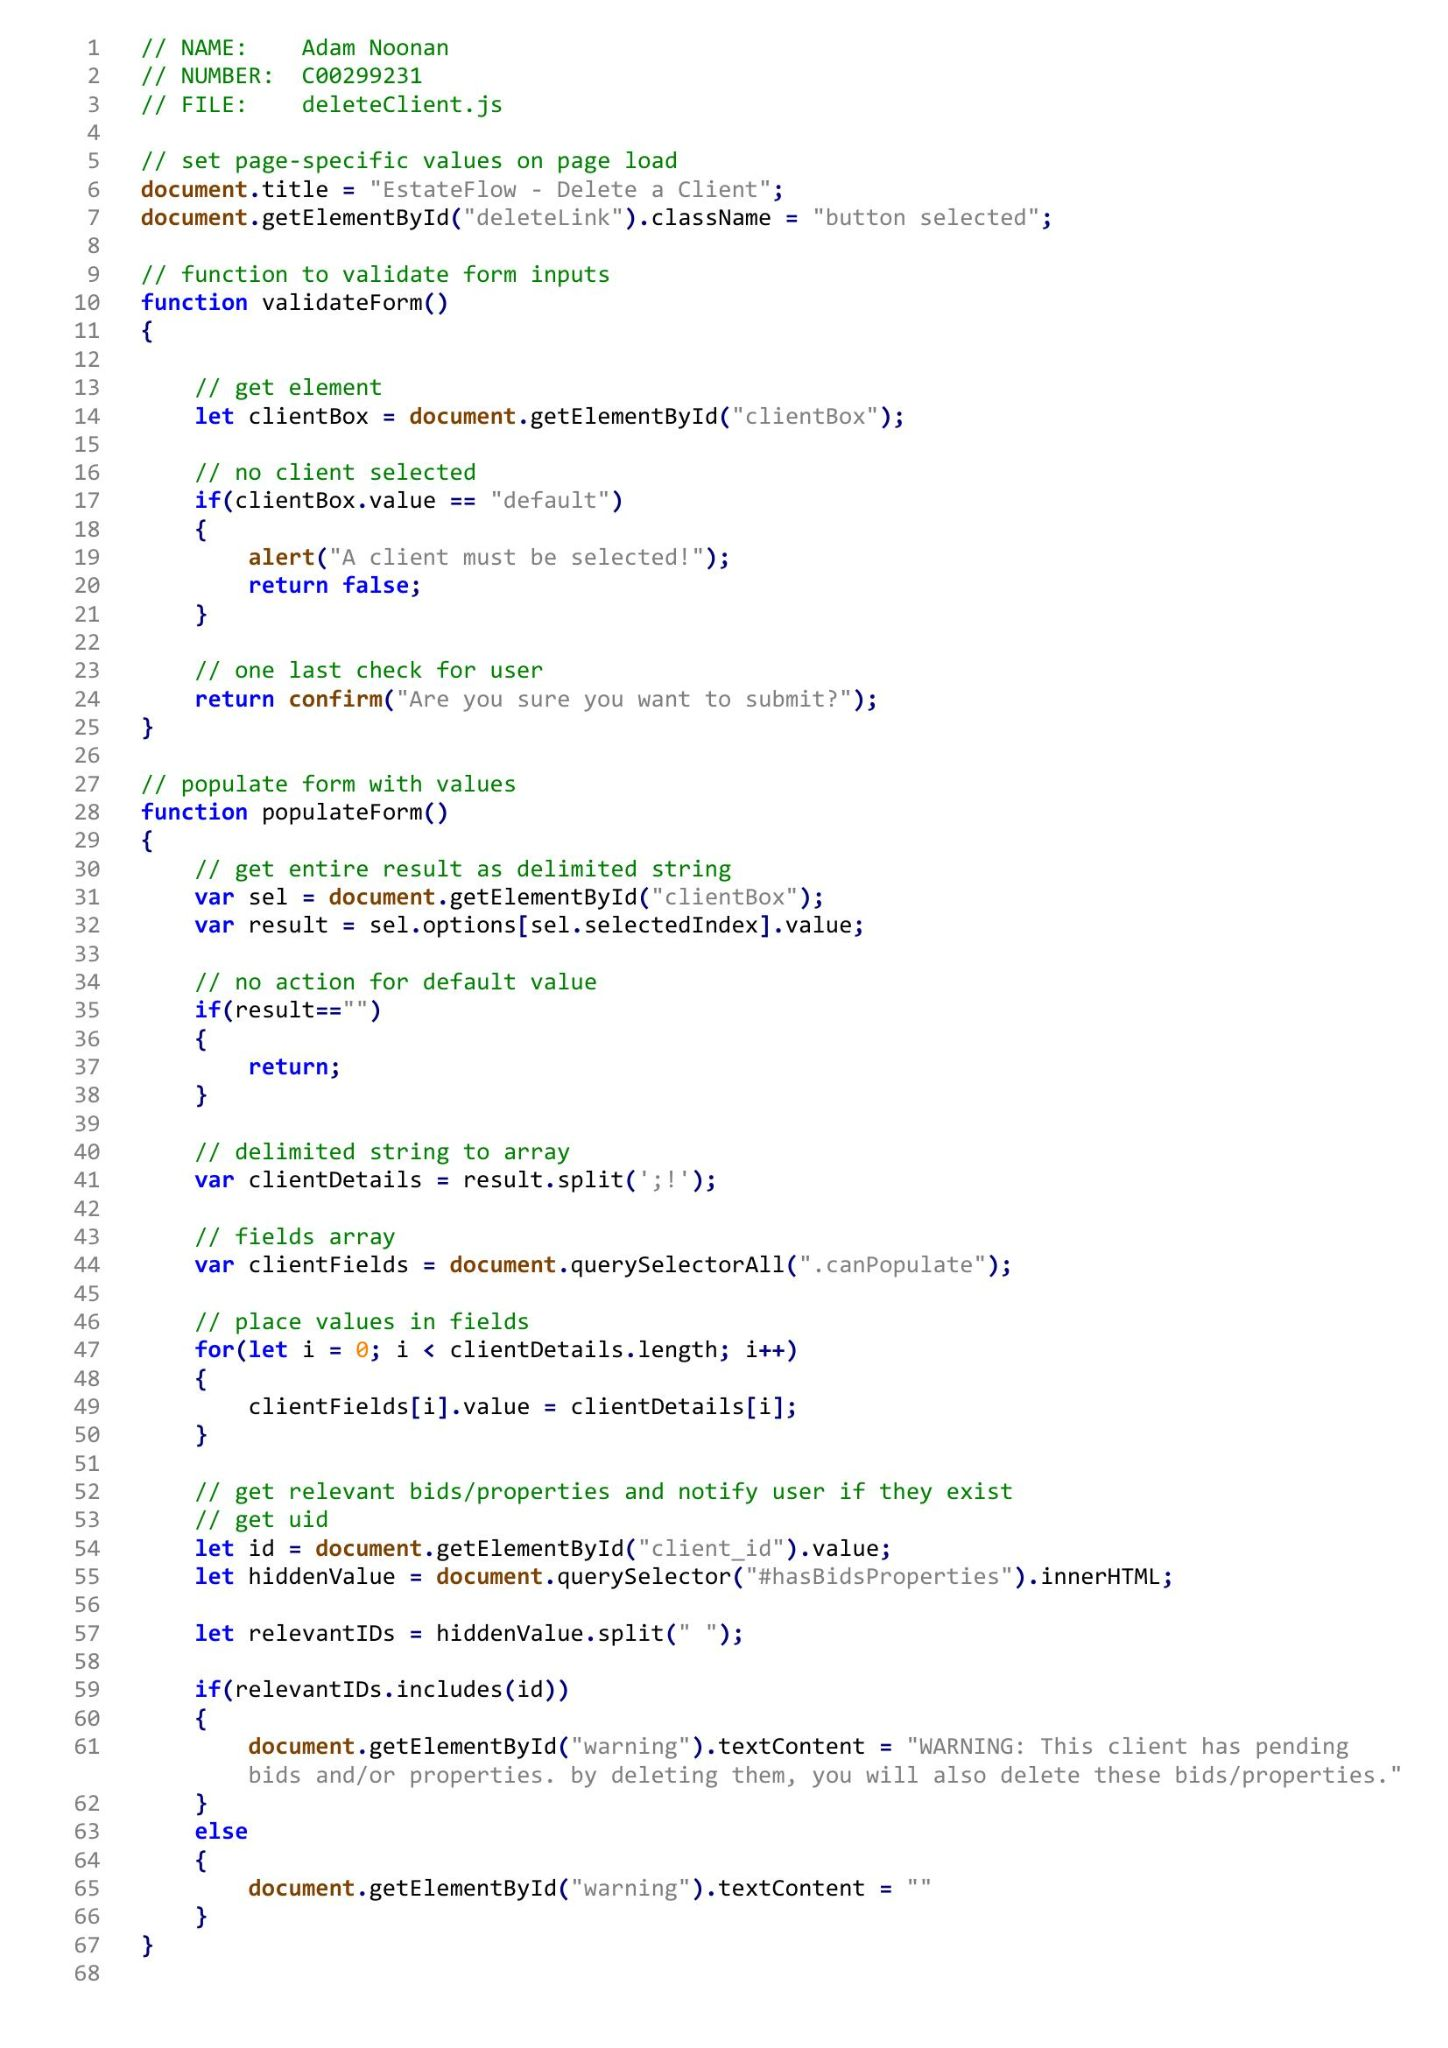 1 // NAME:    Adam Noonan
2 // NUMBER:  C00299231
3 // FILE:    deleteClient.js
4
5 // set page-specific values on page load
6 document.title = "EstateFlow - Delete a Client";
7 document.getElementById("deleteLink").className = "button selected";
8
9 // function to validate form inputs
10 function validateForm()
11 {
12
13     // get element
14     let clientBox = document.getElementById("clientBox");
15
16     // no client selected
17     if(clientBox.value == "default")
18     {
19         alert("A client must be selected!");
20         return false;
21     }
22
23     // one last check for user
24     return confirm("Are you sure you want to submit?");
25 }
26
27 // populate form with values
28 function populateForm()
29 {
30     // get entire result as delimited string
31     var sel = document.getElementById("clientBox");
32     var result = sel.options[sel.selectedIndex].value;
33
34     // no action for default value
35     if(result=="")
36     {
37         return;
38     }
39
40     // delimited string to array
41     var clientDetails = result.split(';!');
42
43     // fields array
44     var clientFields = document.querySelectorAll(".canPopulate");
45
46     // place values in fields
47     for(let i = 0; i < clientDetails.length; i++)
48     {
49         clientFields[i].value = clientDetails[i];
50     }
51
52     // get relevant bids/properties and notify user if they exist
53     // get uid
54     let id = document.getElementById("client_id").value;
55     let hiddenValue = document.querySelector("#hasBidsProperties").innerHTML;
56
57     let relevantIDs = hiddenValue.split(" ");
58
59     if(relevantIDs.includes(id))
60     {
61         document.getElementById("warning").textContent = "WARNING: This client has pending
bids and/or properties. by deleting them, you will also delete these bids/properties."
62     }
63     else
64     {
65         document.getElementById("warning").textContent = ""
66     }
67 }
68